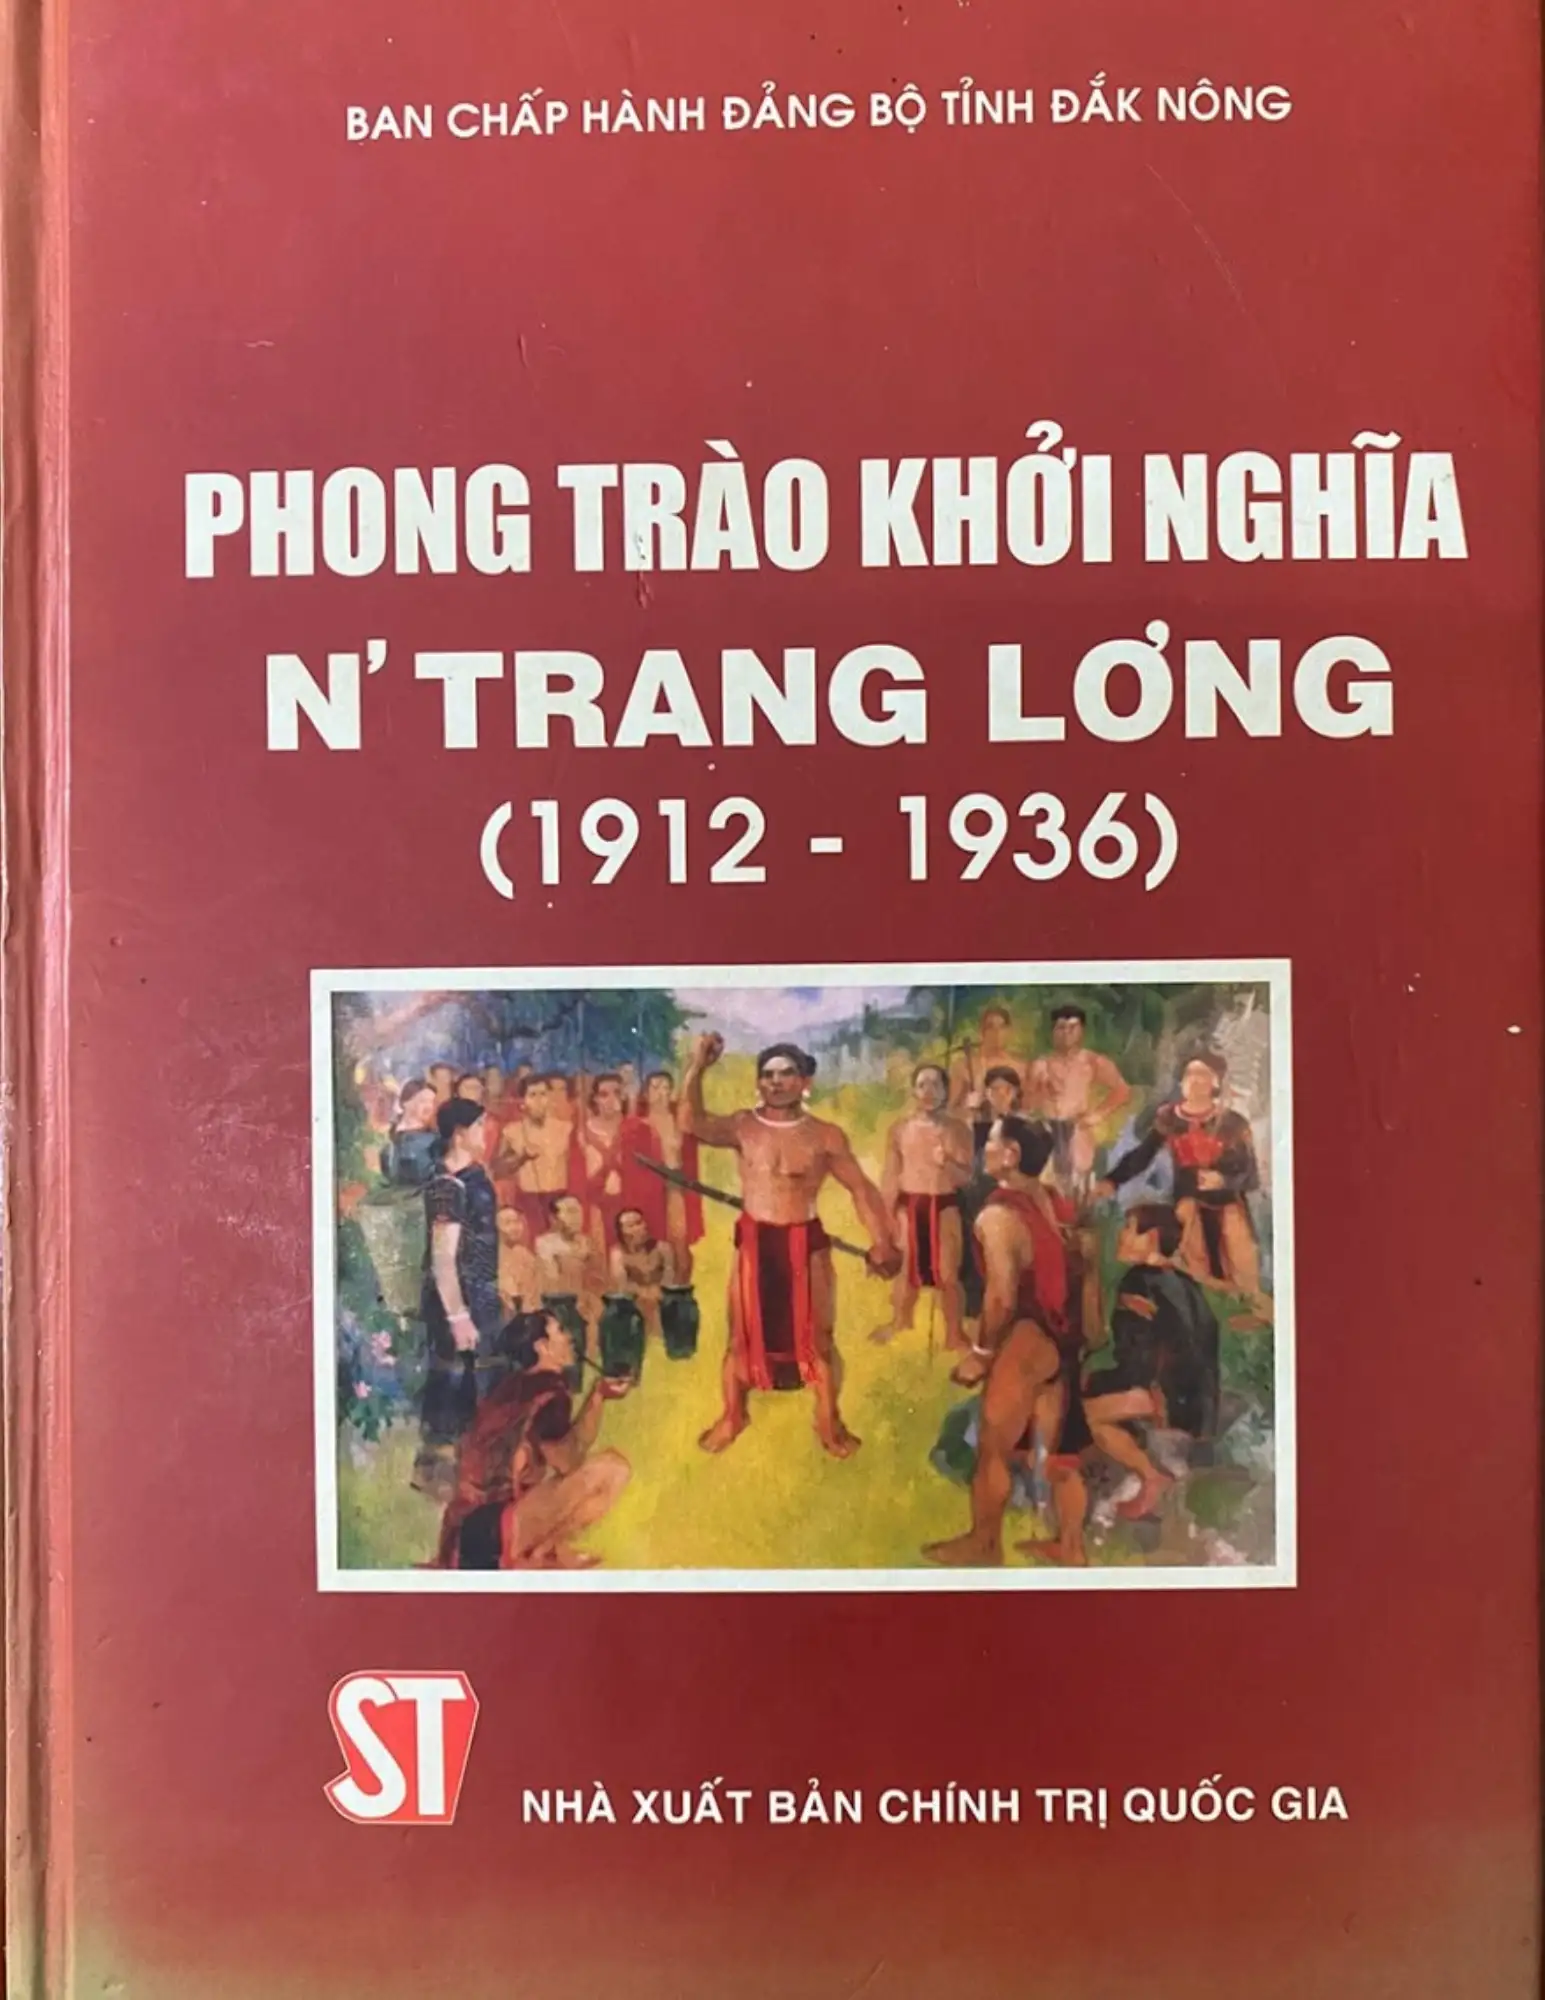 BAN CHẤP HÀNH ĐẢNG BỘ TỈNH ĐẮK NÔNG
PHONG TRÀO KHỞI NGHĨA
N' TRANG LƠNG
(1912 - 1936)
ST
NHÀ XUẤT BẢN CHÍNH TRỊ QUỐC GIA